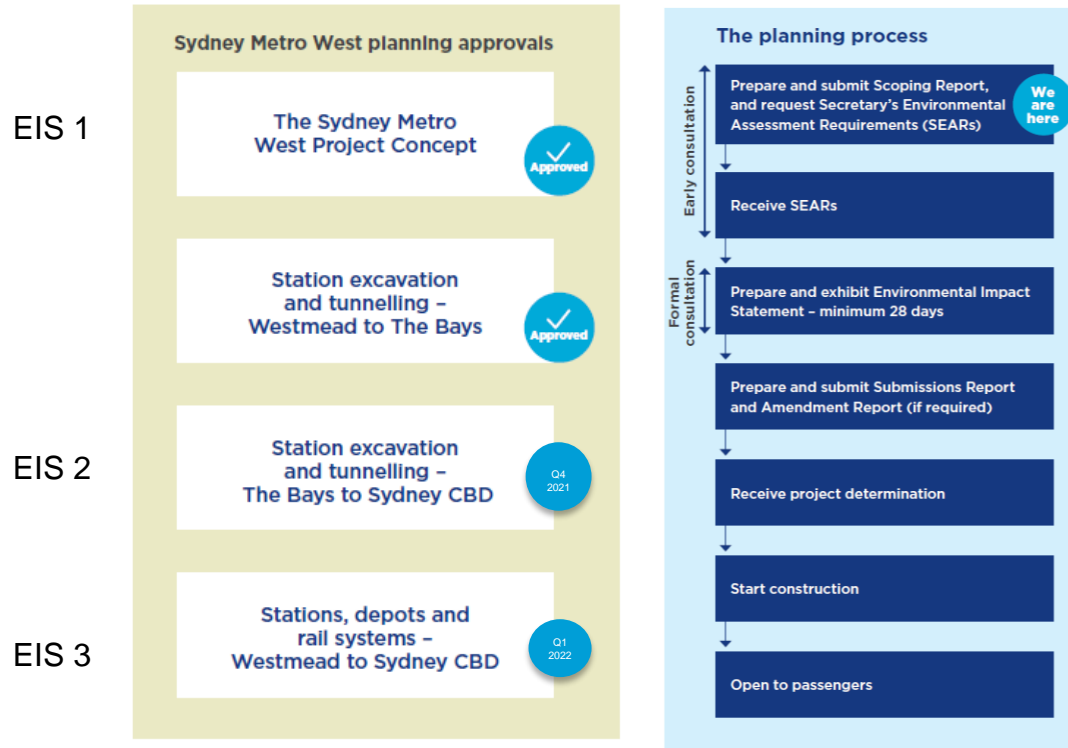 Sydney Metro West planning approvals
EIS 1
The Sydney Metro
West Project Concept
Approved
Station excavation
and tunnelling –
Westmead to The Bays
Approved
EIS 2
Station excavation
and tunnelling –
The Bays to Sydney CBD
Q4
2021
EIS 3
Stations, depots and
rail systems –
Westmead to Sydney CBD
Q1
2022
The planning process
Early consultation
Prepare and submit Scoping Report,
and request Secretary's Environmental
Assessment Requirements (SEARs)
We
are
here
Receive SEARs
Formal
consultation
Prepare and exhibit Environmental Impact
Statement – minimum 28 days
Prepare and submit Submissions Report
and Amendment Report (if required)
Receive project determination
Start construction
Open to passengers